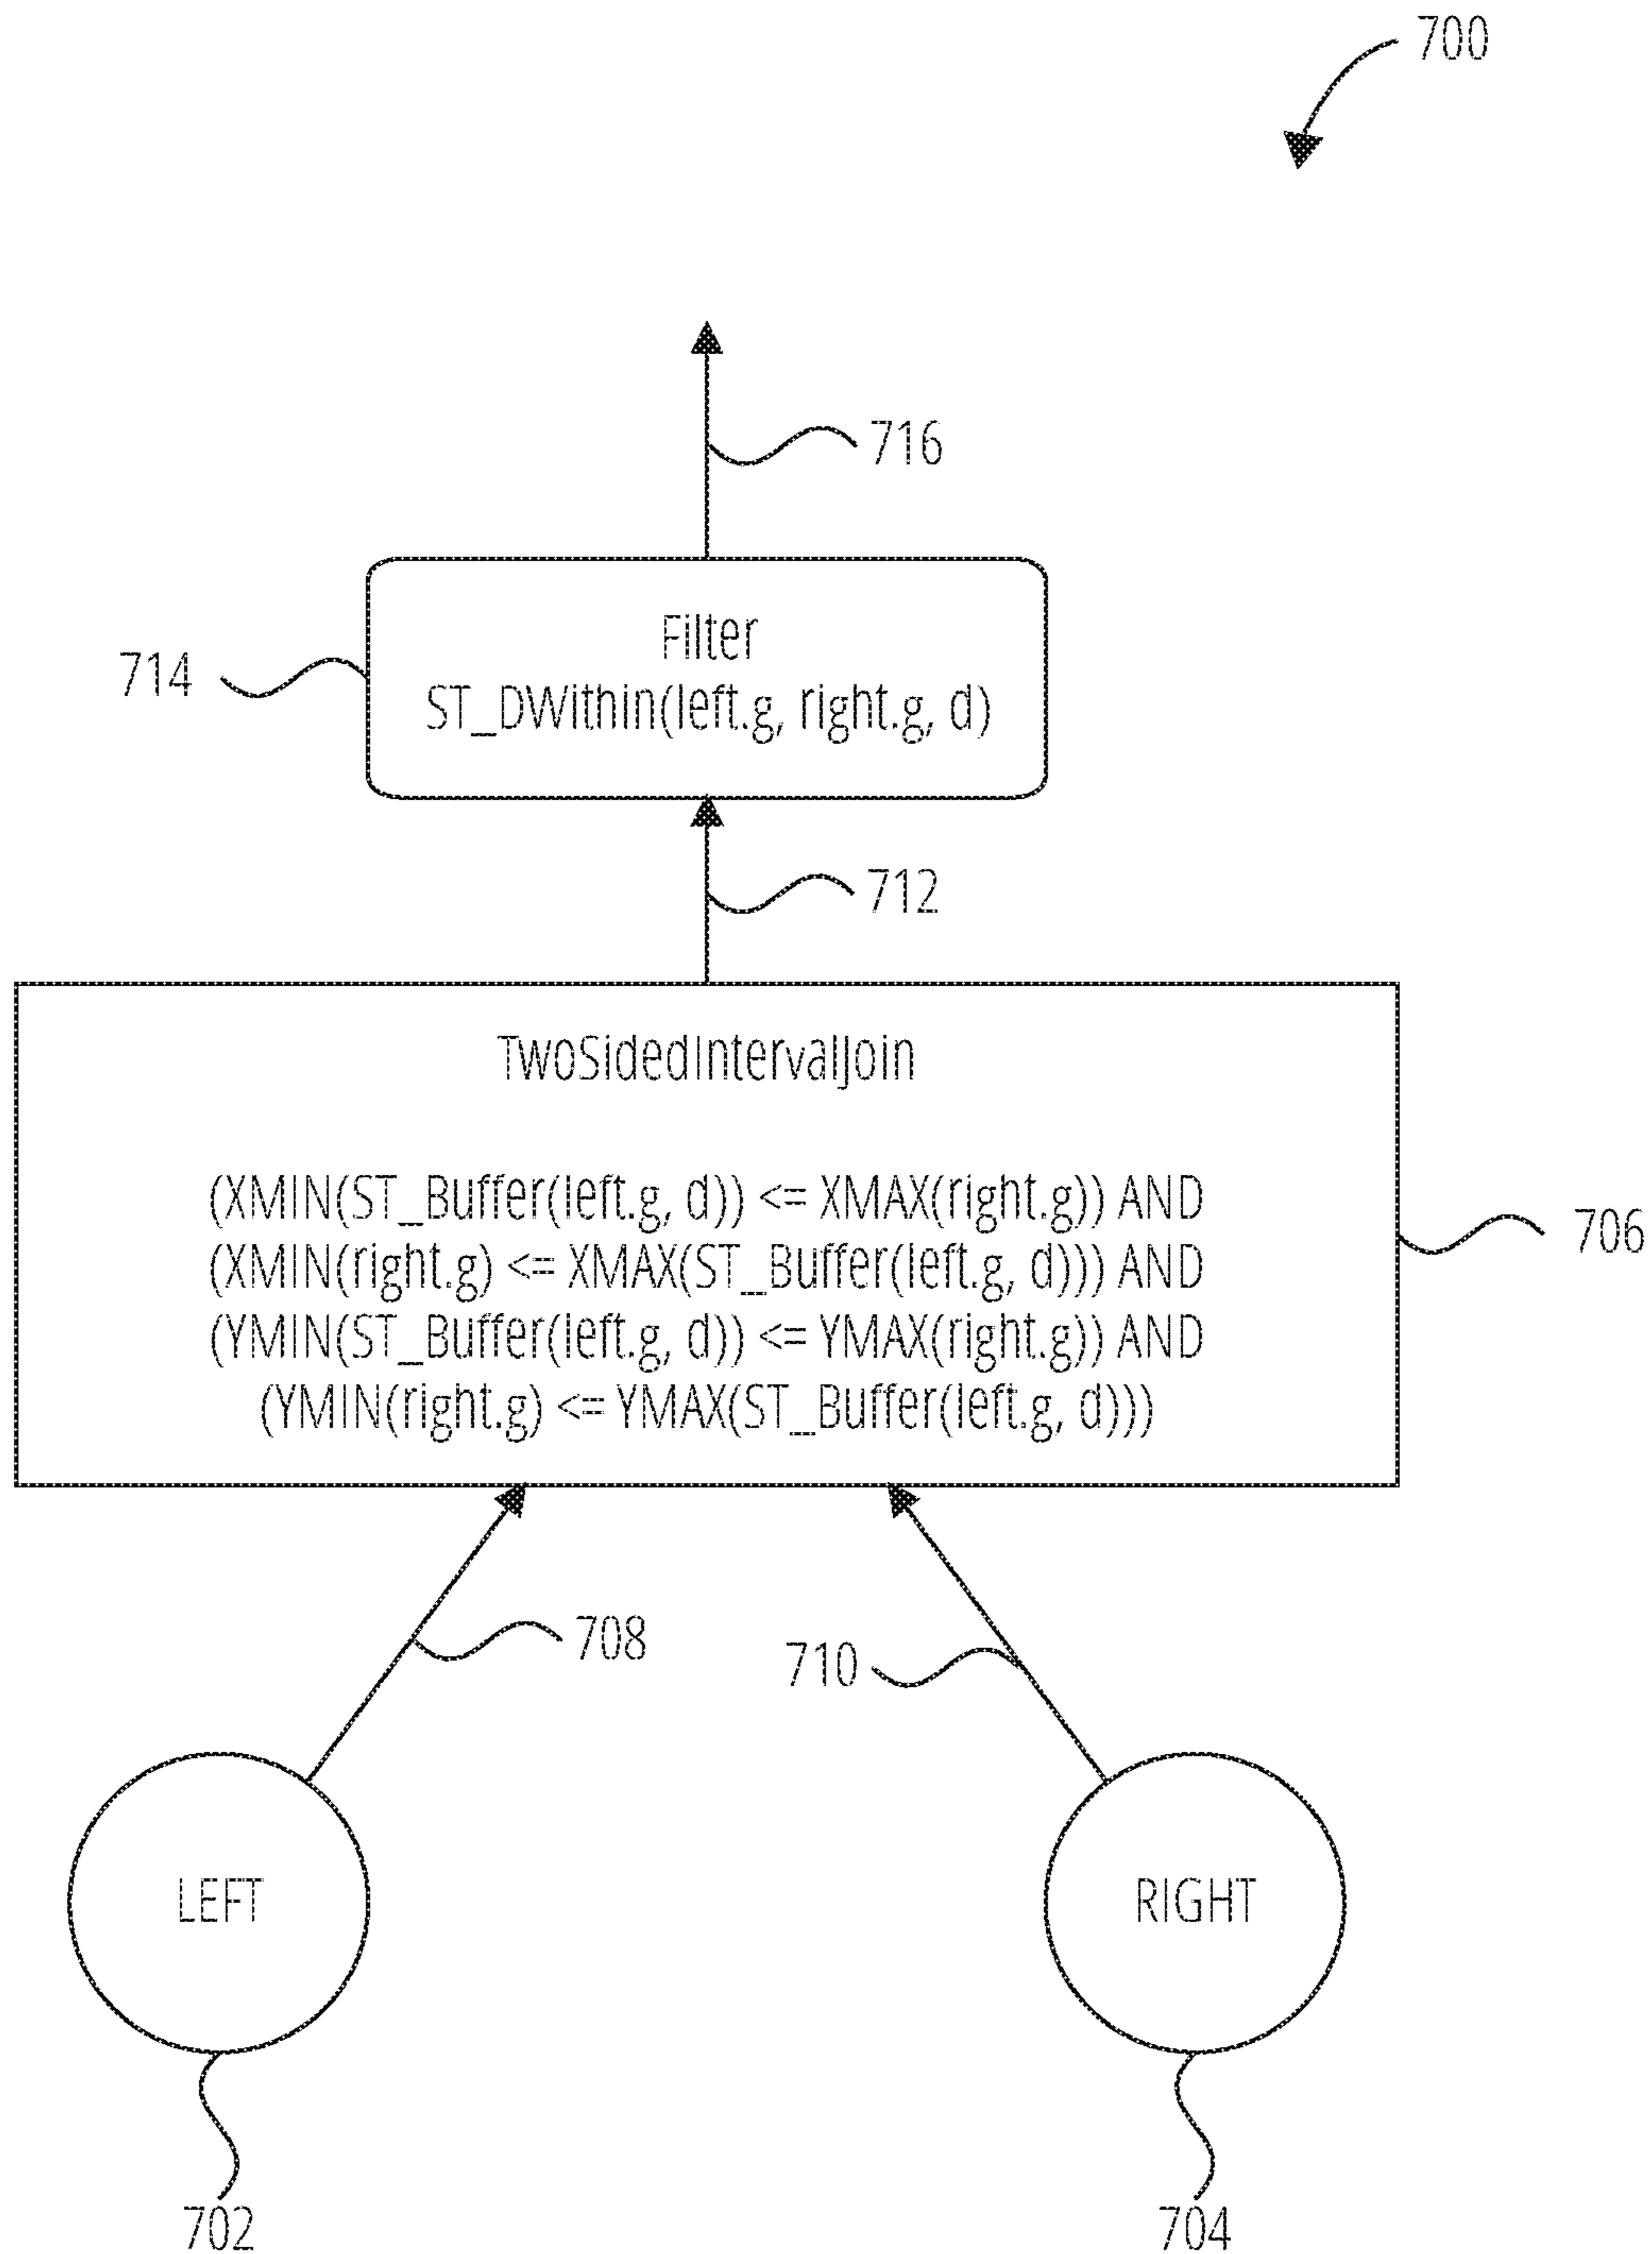 700
716
Filter
714
ST_DWithin(left.g, right.g, d)
712
TwoSidedIntervalJoin
(XMIN(ST_Buffer(left.g, d)) <= XMAX(right.g)) AND
706
(XMIN(right.g) <= XMAX(ST_Buffer(left.g, d))) AND
(YMIN(ST_Buffer(left.g, d)) <= YMAX(right.g)) AND
(YMIN(right.g) <= YMAX(ST_Buffer(left.g, d)))
708
710
LEFT
RIGHT
702
704